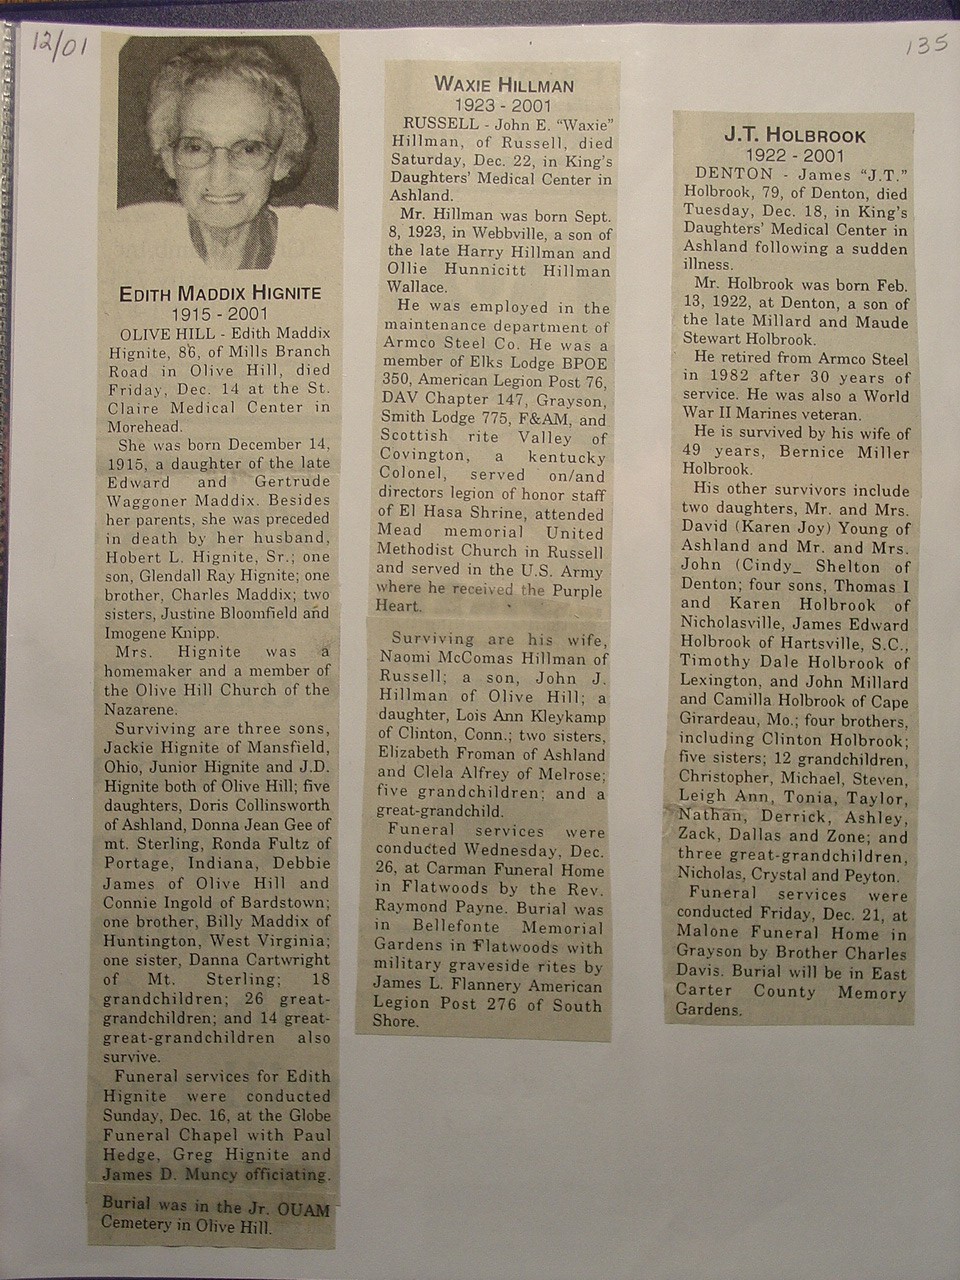 12/01
135
EDITH MADDIX HIGNITE
1915 - 2001
OLIVE HILL - Edith Maddix
Hignite, 86, of Mills Branch
Road in Olive Hill, died
Friday, Dec. 14 at the St.
Claire Medical Center in
Morehead.
She was born December 14,
1915, a daughter of the late
Edward and Gertrude
Waggoner Maddix. Besides
her parents, she was preceded
in death by her husband,
Hobert L. Hignite, Sr.; one
son, Glendall Ray Hignite; one
brother, Charles Maddix; two
sisters, Justine Bloomfield and
Imogene Knipp.
Mrs. Hignite was a
homemaker and a member of
the Olive Hill Church of the
Nazarene.
Surviving are three sons,
Jackie Hignite of Mansfield,
Ohio, Junior Hignite and J.D.
Hignite both of Olive Hill; five
daughters, Doris Collinsworth
of Ashland, Donna Jean Gee of
mt. Sterling, Ronda Fultz of
Portage, Indiana, Debbie
James of Olive Hill and
Connie Ingold of Bardstown;
one brother, Billy Maddix of
Huntington, West Virginia;
one sister, Danna Cartwright
of Mt. Sterling; 18
grandchildren; 26 great-
grandchildren; and 14 great-
great-grandchildren also
survive.
Funeral services for Edith
Hignite were conducted
Sunday, Dec. 16, at the Globe
Funeral Chapel with Paul
Hedge, Greg Hignite and
James D. Muncy officiating.
Burial was in the Jr. OUAM
Cemetery in Olive Hill.
WAXIE HILLMAN
1923 - 2001
RUSSELL - John E. "Waxie"
Hillman, of Russell, died
Saturday, Dec. 22, in King's
Daughters' Medical Center in
Ashland.
Mr. Hillman was born Sept.
8, 1923, in Webbville, a son of
the late Harry Hillman and
Ollie Hunnicitt Hillman
Wallace.
He was employed in the
maintenance department of
Armco Steel Co. He was a
member of Elks Lodge BPOE
350, American Legion Post 76,
DAV Chapter 147, Grayson,
Smith Lodge 775, F&AM, and
Scottish rite Valley of
Covington, a kentucky
Colonel, served on/and
directors legion of honor staff
of El Hasa Shrine, attended
Mead memorial United
Methodist Church in Russell
and served in the U.S. Army
where he received the Purple
Heart.
Surviving are his wife,
Naomi McComas Hillman of
Russell; a son, John J.
Hillman of Olive Hill; a
daughter, Lois Ann Kleykamp
of Clinton, Conn.; two sisters,
Elizabeth Froman of Ashland
and Clela Alfrey of Melrose;
five grandchildren; and a
great-grandchild.
Funeral services were
conducted Wednesday, Dec.
26, at Carman Funeral Home
in Flatwoods by the Rev.
Raymond Payne. Burial was
in Bellefonte Memorial
Gardens in Flatwoods with
military graveside rites by
James L. Flannery American
Legion Post 276 of South
Shore.
J.T. HOLBROOK
1922 - 2001
DENTON - James "J.T."
Holbrook, 79, of Denton, died
Tuesday, Dec. 18, in King's
Daughters' Medical Center in
Ashland following a sudden
illness.
Mr. Holbrook was born Feb.
13, 1922, at Denton, a son of
the late Millard and Maude
Stewart Holbrook.
He retired from Armco Steel
in 1982 after 30 years of
service. He was also a World
War II Marines veteran.
He is survived by his wife of
49 years, Bernice Miller
Holbrook.
His other survivors include
two daughters, Mr. and Mrs.
David (Karen Joy) Young of
Ashland and Mr. and Mrs.
John (Cindy_ Shelton of
Denton; four sons, Thomas I
and Karen Holbrook of
Nicholasville, James Edward
Holbrook of Hartsville, S.C.,
Timothy Dale Holbrook of
Lexington, and John Millard
and Camilla Holbrook of Cape
Girardeau, Mo.; four brothers,
including Clinton Holbrook;
five sisters; 12 grandchildren,
Christopher, Michael, Steven,
Leigh Ann, Tonia, Taylor,
Nathan, Derrick, Ashley,
Zack, Dallas and Zone; and
three great-grandchildren,
Nicholas, Crystal and Peyton.
Funeral services were
conducted Friday, Dec. 21, at
Malone Funeral Home in
Grayson by Brother Charles
Davis. Burial will be in East
Carter County Memory
Gardens.